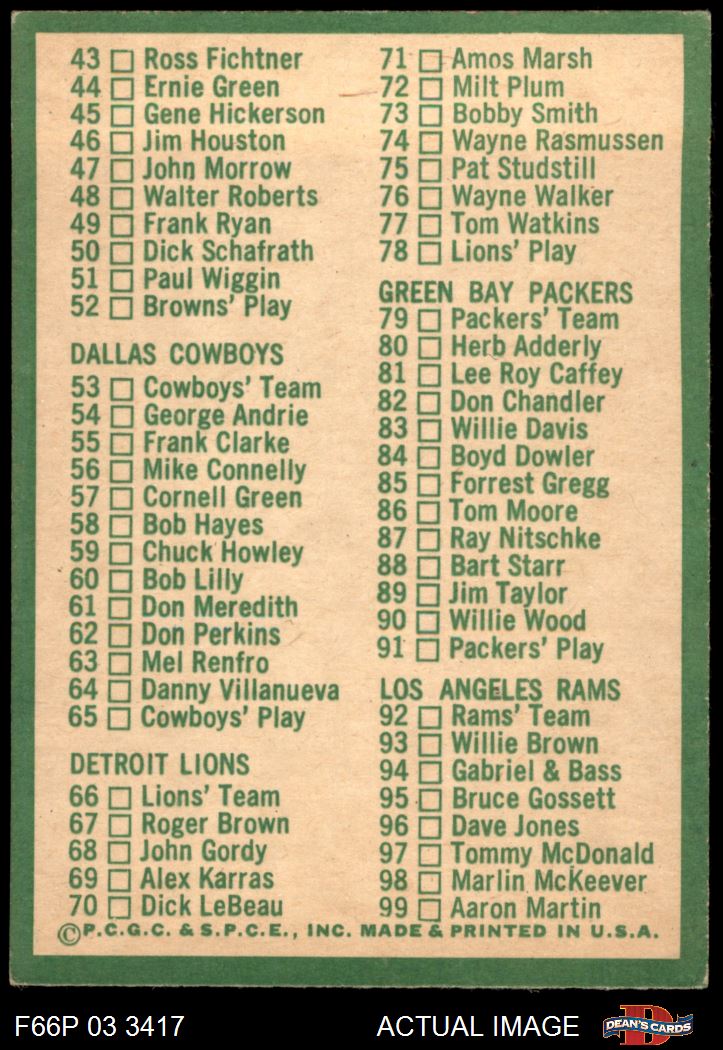 43 Ross Fichtner
44 Ernie Green
45 Gene Hickerson
46 Jim Houston
47 John Morrow
48 Walter Roberts
49 Frank Ryan
50 Dick Schafrath
51 Paul Wiggin
52 Browns' Play
DALLAS COWBOYS
53 Cowboys' Team
54 George Andrie
55 Frank Clarke
56 Mike Connelly
57 Cornell Green
58 Bob Hayes
59 Chuck Howley
60 Bob Lilly
61 Don Meredith
62 Don Perkins
63 Mel Renfro
64 Danny Villanueva
65 Cowboys' Play
DETROIT LIONS
66 Lions' Team
67 Roger Brown
68 John Gordy
69 Alex Karras
70 Dick LeBeau
71 Amos Marsh
72 Milt Plum
73 Bobby Smith
74 Wayne Rasmussen
75 Pat Studstill
76 Wayne Walker
77 Tom Watkins
78 Lions' Play
GREEN BAY PACKERS
79 Packers' Team
80 Herb Adderly
81 Lee Roy Caffey
82 Don Chandler
83 Willie Davis
84 Boyd Dowler
85 Forrest Gregg
86 Tom Moore
87 Ray Nitschke
88 Bart Starr
89 Jim Taylor
90 Willie Wood
91 Packers' Play
LOS ANGELES RAMS
92 Rams' Team
93 Willie Brown
94 Gabriel & Bass
95 Bruce Gossett
96 Dave Jones
97 Tommy McDonald
98 Marlin McKeever
99 Aaron Martin
©P.C.G.C. & S.P.C.E., INC. MADE & PRINTED IN U.S.A.
F66P 03 3417
ACTUAL IMAGE
D
DEAN'S CARDS